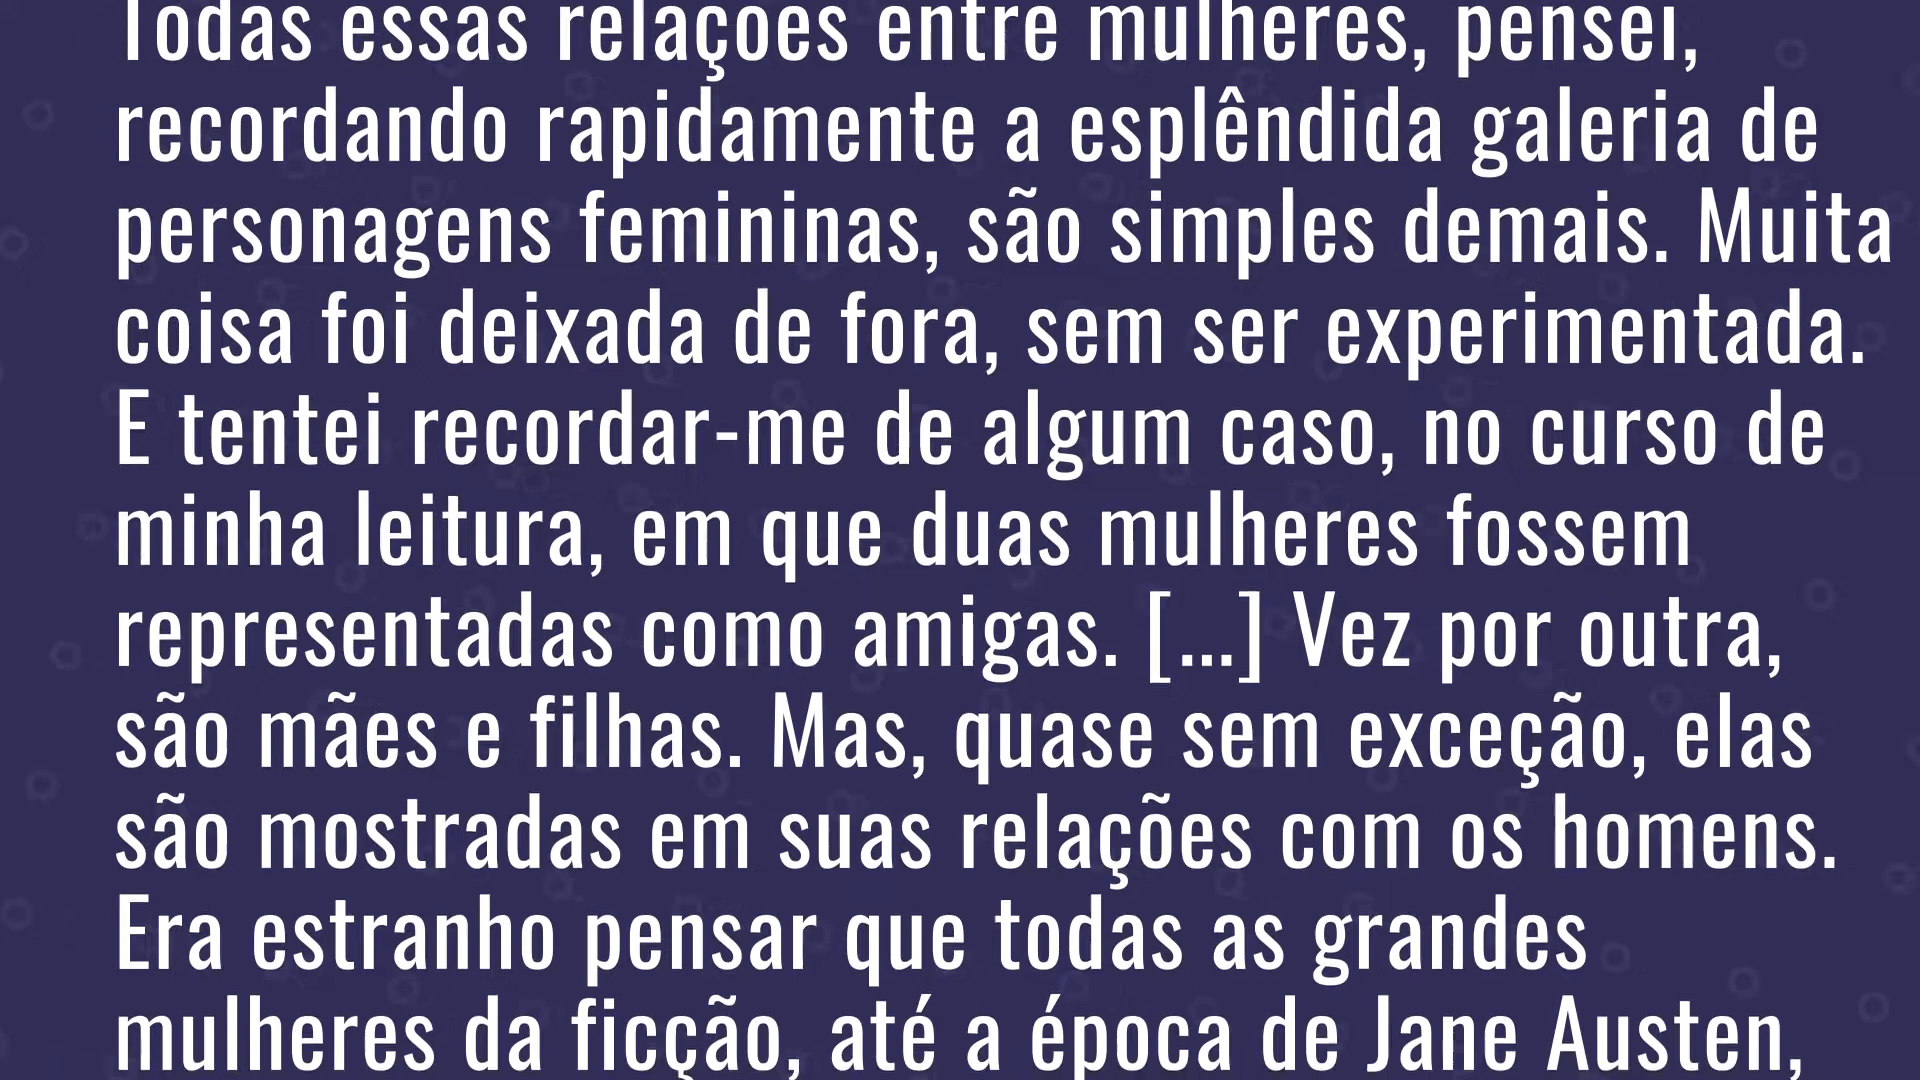 Todas essas relações entre mulheres, pensei,
recordando rapidamente a esplêndida galeria de
personagens femininas, são simples demais. Muita
coisa foi deixada de fora, sem ser experimentada.
E tentei recordar-me de algum caso, no curso de
minha leitura, em que duas mulheres fossem
representadas como amigas. [...] Vez por outra,
são mães e filhas. Mas, quase sem exceção, elas
são mostradas em suas relações com os homens.
Era estranho pensar que todas as grandes
mulheres da ficção, até a época de Jane Austen,